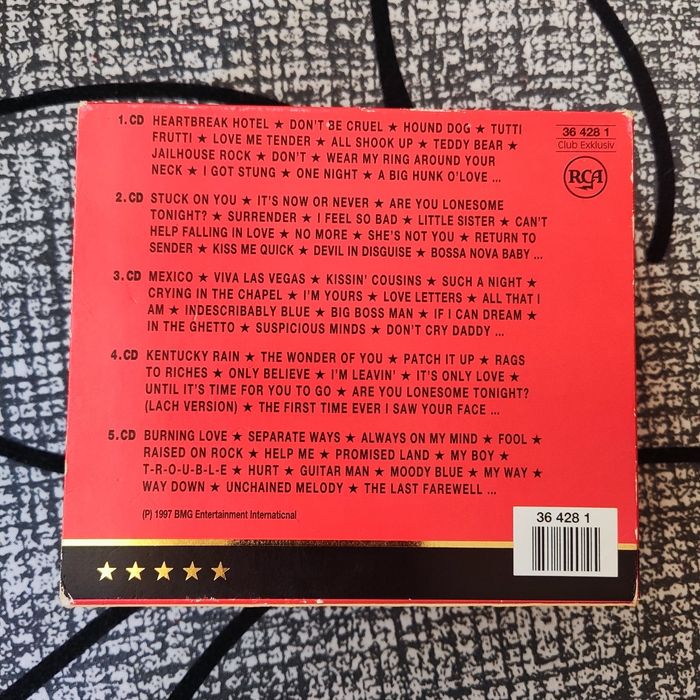 1. CD HEARTBREAK HOTEL ★ DON'T BE CRUEL ★ HOUND DOG ★ TUTTI
FRUTTI ★ LOVE ME TENDER ★ ALL SHOOK UP ★ TEDDY BEAR ★
JAILHOUSE ROCK ★ DON'T ★ WEAR MY RING AROUND YOUR
NECK ★ I GOT STUNG ★ ONE NIGHT ★ A BIG HUNK O'LOVE ...
36 428 1
Club Exklusiv
RCA
2. CD STUCK ON YOU ★ IT'S NOW OR NEVER ★ ARE YOU LONESOME
TONIGHT? ★ SURRENDER ★ I FEEL SO BAD ★ LITTLE SISTER ★ CAN'T
HELP FALLING IN LOVE ★ NO MORE ★ SHE'S NOT YOU ★ RETURN TO
SENDER ★ KISS ME QUICK ★ DEVIL IN DISGUISE ★ BOSSA NOVA BABY ...
3. CD MEXICO ★ VIVA LAS VEGAS ★ KISSIN' COUSINS ★ SUCH A NIGHT ★
CRYING IN THE CHAPEL ★ I'M YOURS ★ LOVE LETTERS ★ ALL THAT I
AM ★ INDESCRIBABLY BLUE ★ BIG BOSS MAN ★ IF I CAN DREAM ★
IN THE GHETTO ★ SUSPICIOUS MINDS ★ DON'T CRY DADDY ...
4. CD KENTUCKY RAIN ★ THE WONDER OF YOU ★ PATCH IT UP ★ RAGS
TO RICHES ★ ONLY BELIEVE ★ I'M LEAVIN' ★ IT'S ONLY LOVE ★
UNTIL IT'S TIME FOR YOU TO GO ★ ARE YOU LONESOME TONIGHT?
(LACH VERSION) ★ THE FIRST TIME EVER I SAW YOUR FACE ...
5. CD BURNING LOVE ★ SEPARATE WAYS ★ ALWAYS ON MY MIND ★ FOOL ★
RAISED ON ROCK ★ HELP ME ★ PROMISED LAND ★ MY BOY ★
T-R-O-U-B-L-E ★ HURT ★ GUITAR MAN ★ MOODY BLUE ★ MY WAY ★
WAY DOWN ★ UNCHAINED MELODY ★ THE LAST FAREWELL ...
(P) 1997 BMG Entertainment International
36 428 1